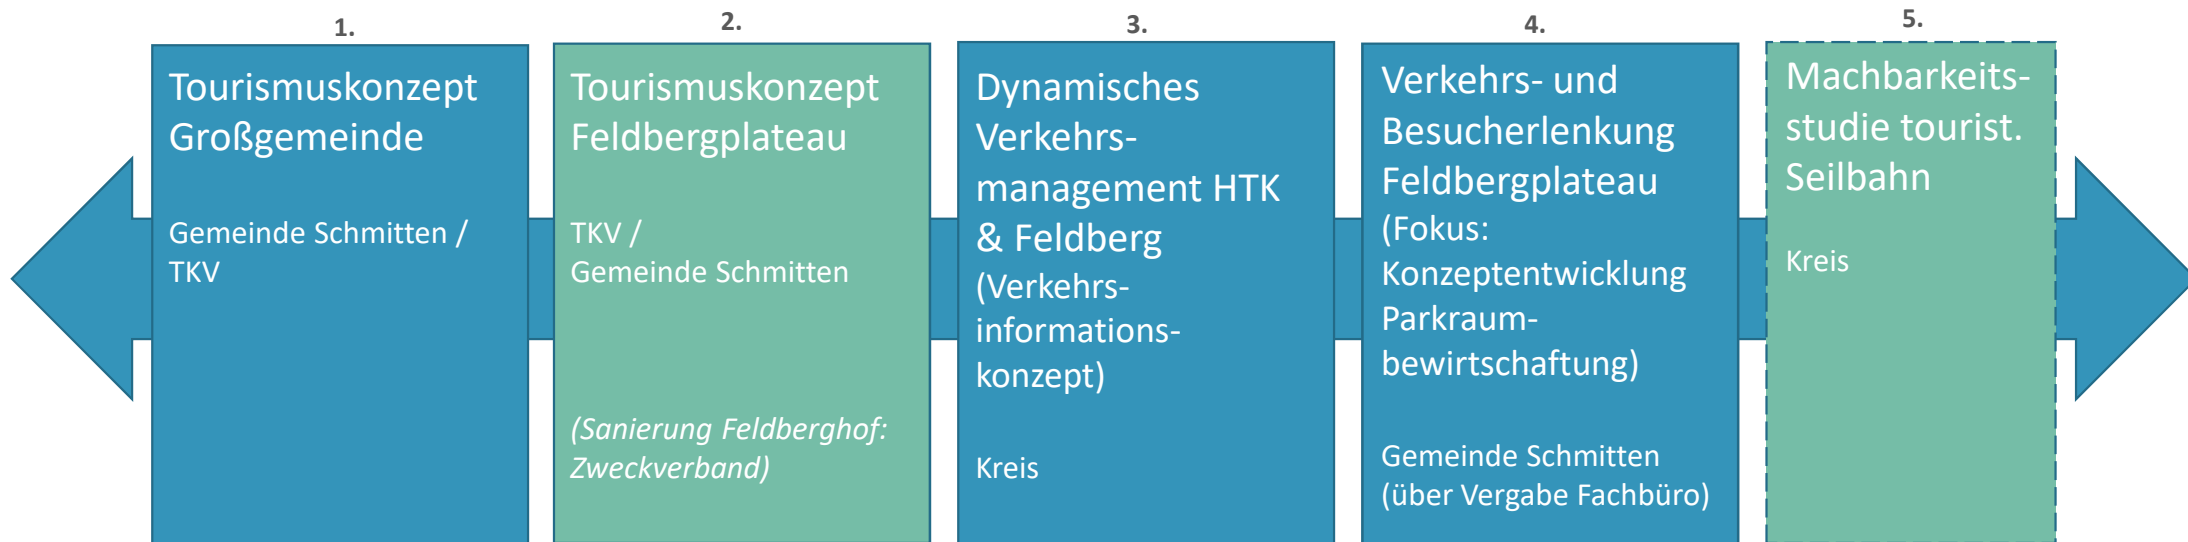 1.
Tourismuskonzept
Großgemeinde
Gemeinde Schmitten /
TKV
2.
Tourismuskonzept
Feldbergplateau
TKV /
Gemeinde Schmitten
(Sanierung Feldberghof:
Zweckverband)
3.
Dynamisches
Verkehrs-
management HTK
& Feldberg
(Verkehrs-
informations-
konzept)
Kreis
4.
Verkehrs- und
Besucherlenkung
Feldbergplateau
(Fokus:
Konzeptentwicklung
Parkraum-
bewirtschaftung)
Gemeinde Schmitten
(über Vergabe Fachbüro)
5.
Machbarkeits-
studie tourist.
Seilbahn
Kreis